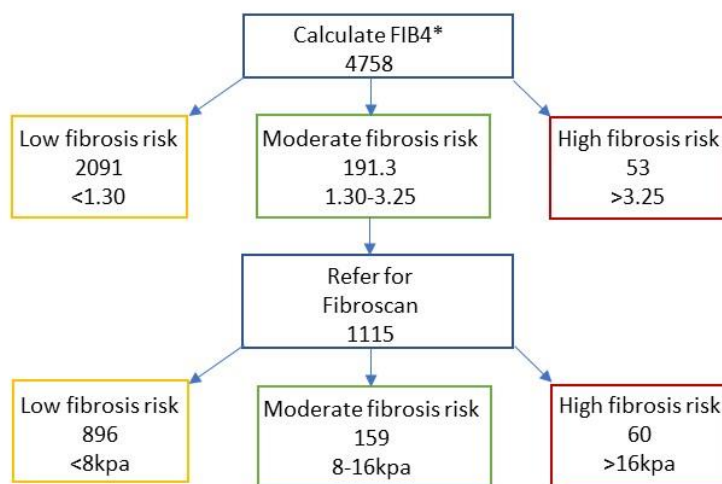 Calculate FIB4*
4758
Low fibrosis risk
2091
<1.30
Moderate fibrosis risk
191.3
1.30-3.25
High fibrosis risk
53
>3.25
Refer for
Fibroscan
1115
Low fibrosis risk
896
<8kpa
Moderate fibrosis risk
159
8-16kpa
High fibrosis risk
60
>16kpa